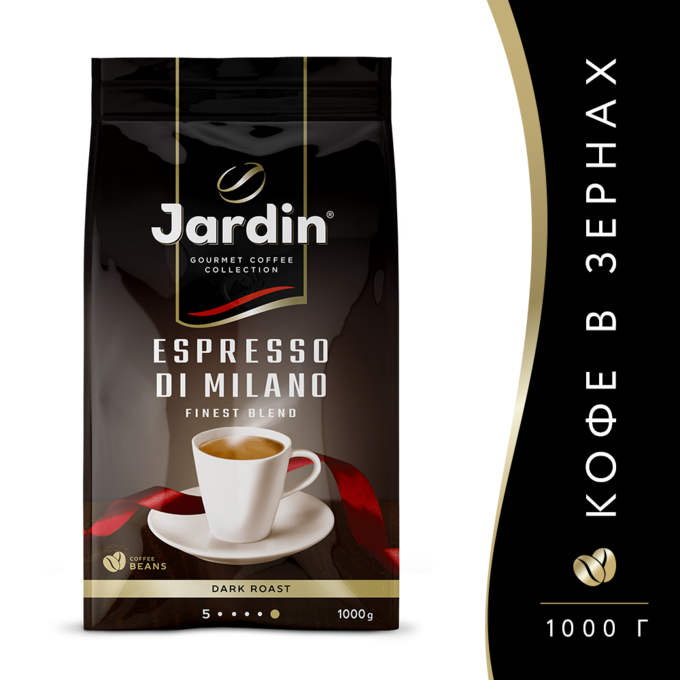 Jardin®
GOURMET COFFEE
COLLECTION
ESPRESSO
DI MILANO
FINEST BLEND
COFFEE
BEANS
DARK ROAST
5
1000g
КОФЕ В ЗЕРНАХ
1000 Г